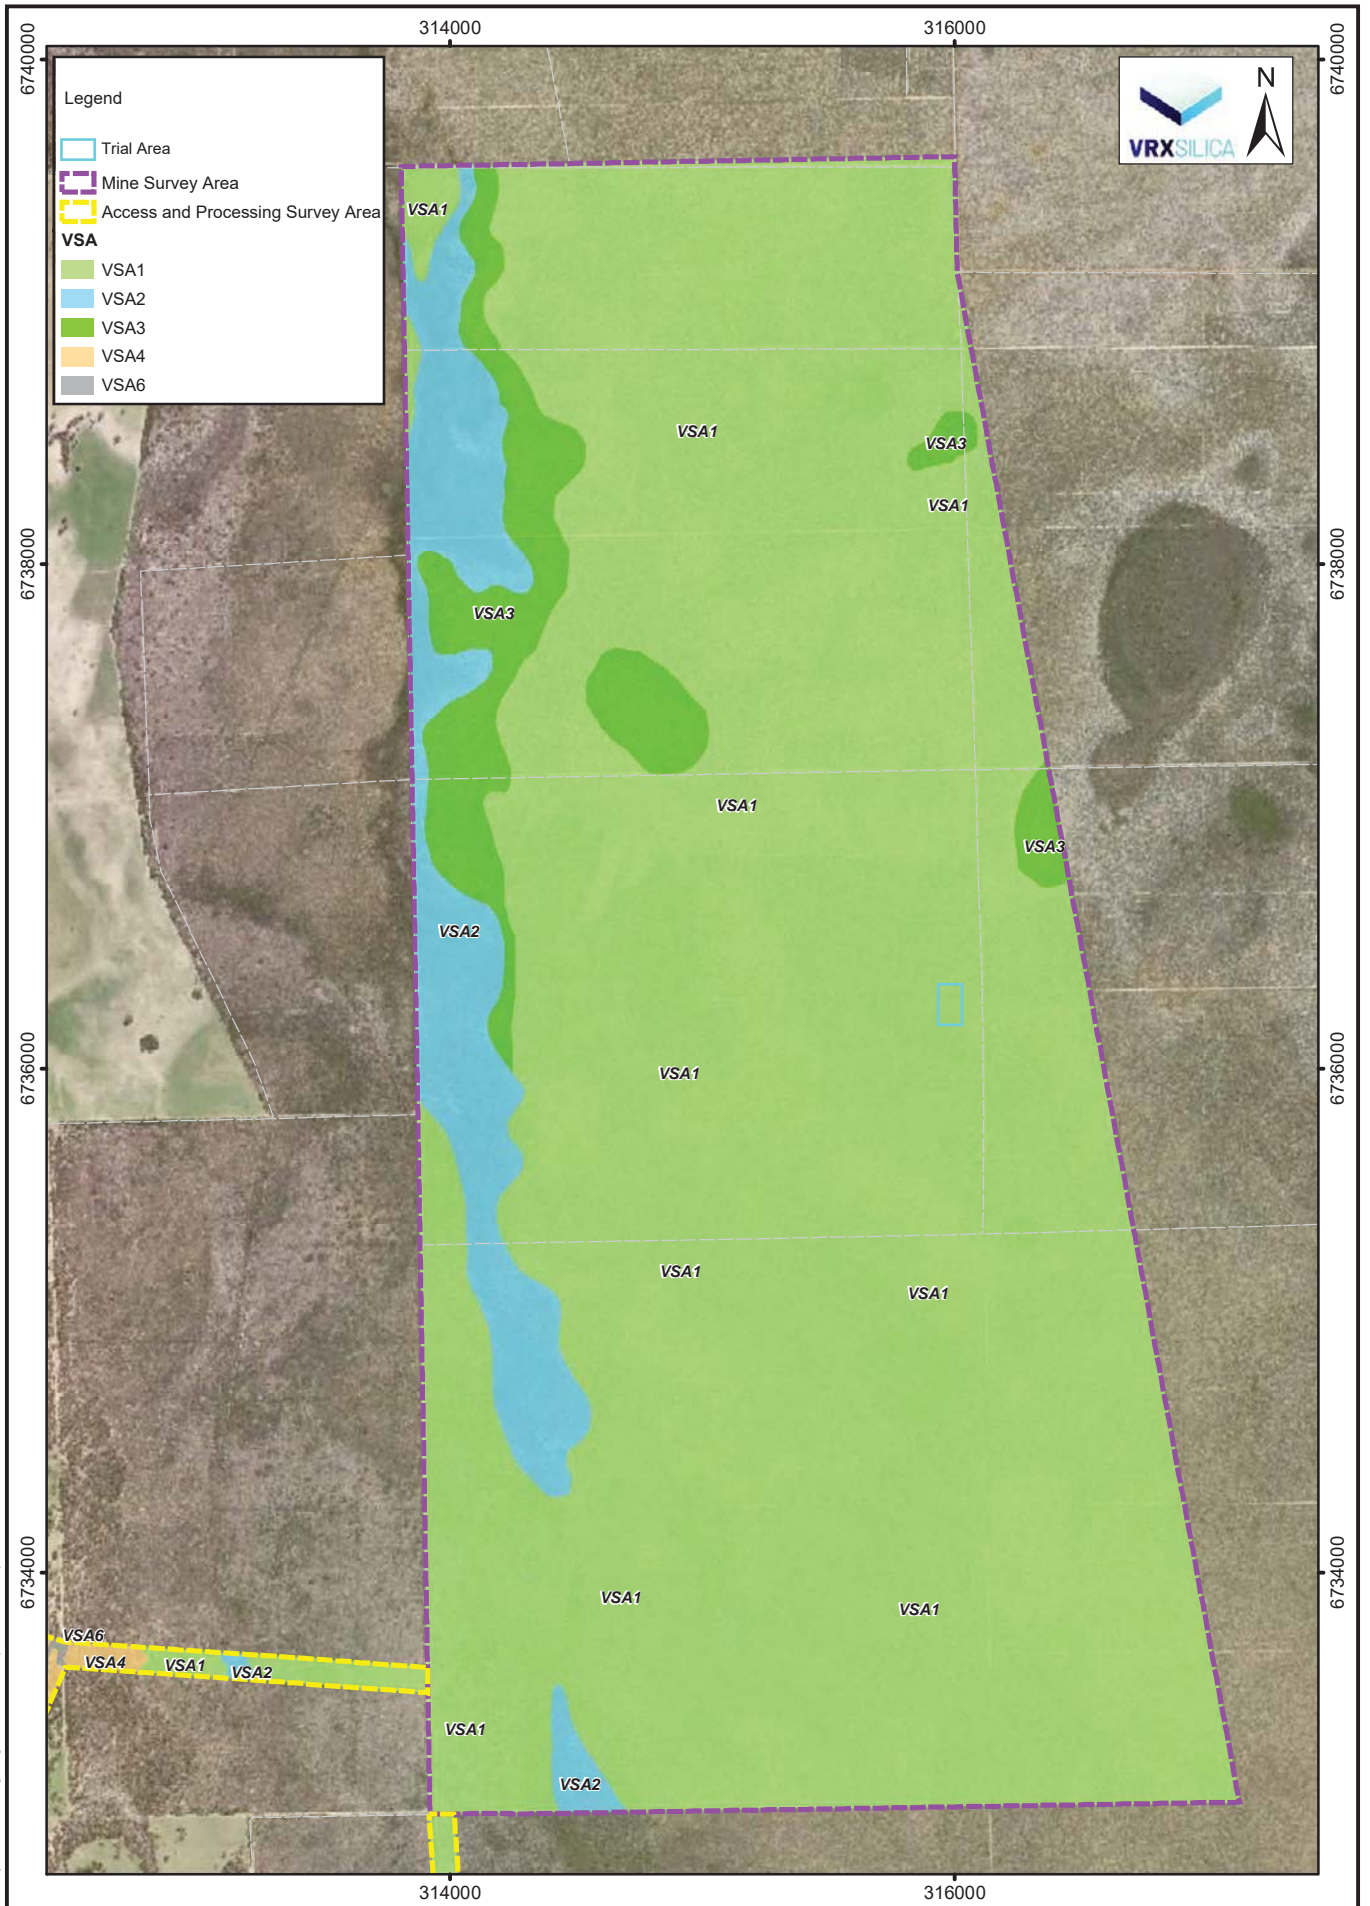 314000
316000
6740000
6740000
Legend
Trial Area
Mine Survey Area
Access and Processing Survey Area
VSA
VSA1
VSA2
VSA3
VSA4
VSA6
N
VRXSILICA
VSA1
VSA1
VSA3
VSA1
6738000
6738000
VSA3
VSA1
VSA3
VSA2
6736000
6736000
VSA1
VSA1
VSA1
6734000
6734000
VSA1
VSA1
VSA6
VSA4
VSA1
VSA2
VSA1
VSA2
314000
316000